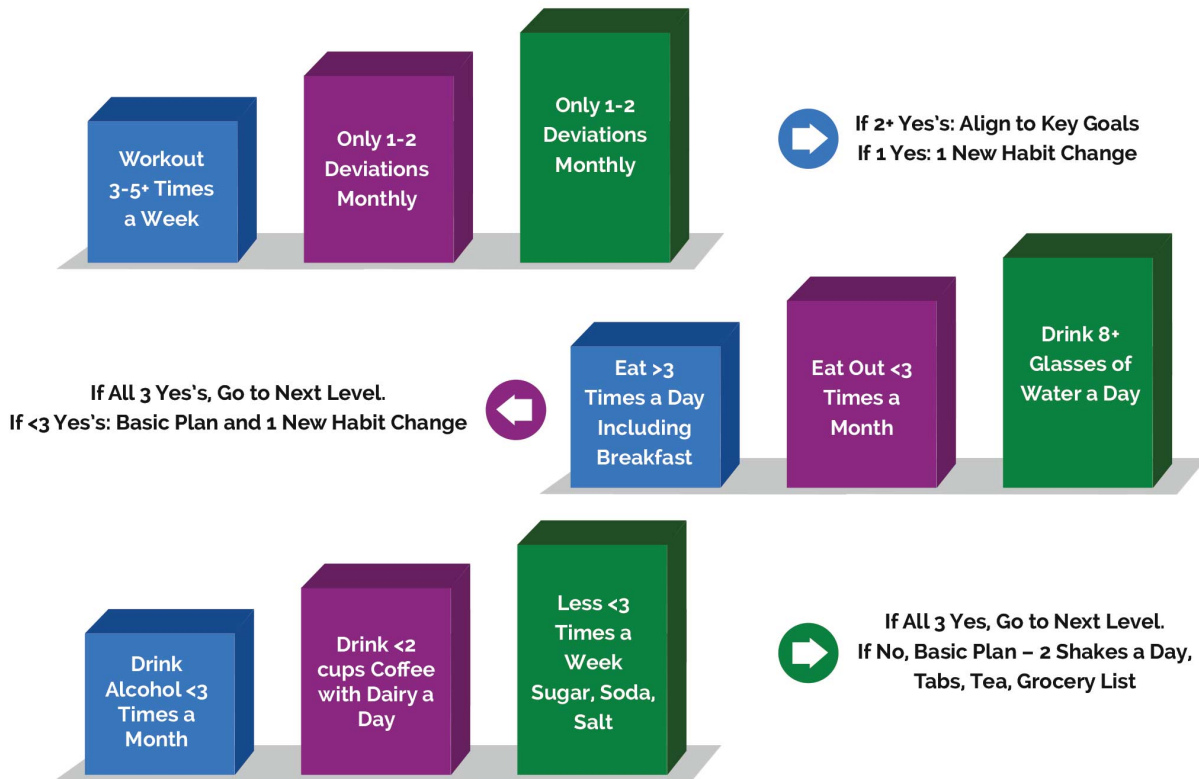 Workout
3-5+ Times
a Week
Only 1-2
Deviations
Monthly
Only 1-2
Deviations
Monthly
If 2+ Yes's: Align to Key Goals
If 1 Yes: 1 New Habit Change
If All 3 Yes's, Go to Next Level.
If <3 Yes's: Basic Plan and 1 New Habit Change
Eat >3
Times a Day
Including
Breakfast
Eat Out <3
Times a
Month
Drink 8+
Glasses of
Water a Day
Drink
Alcohol <3
Times a
Month
Drink <2
cups Coffee
with Dairy a
Day
Less <3
Times a
Week
Sugar, Soda,
Salt
If All 3 Yes, Go to Next Level.
If No, Basic Plan – 2 Shakes a Day,
Tabs, Tea, Grocery List